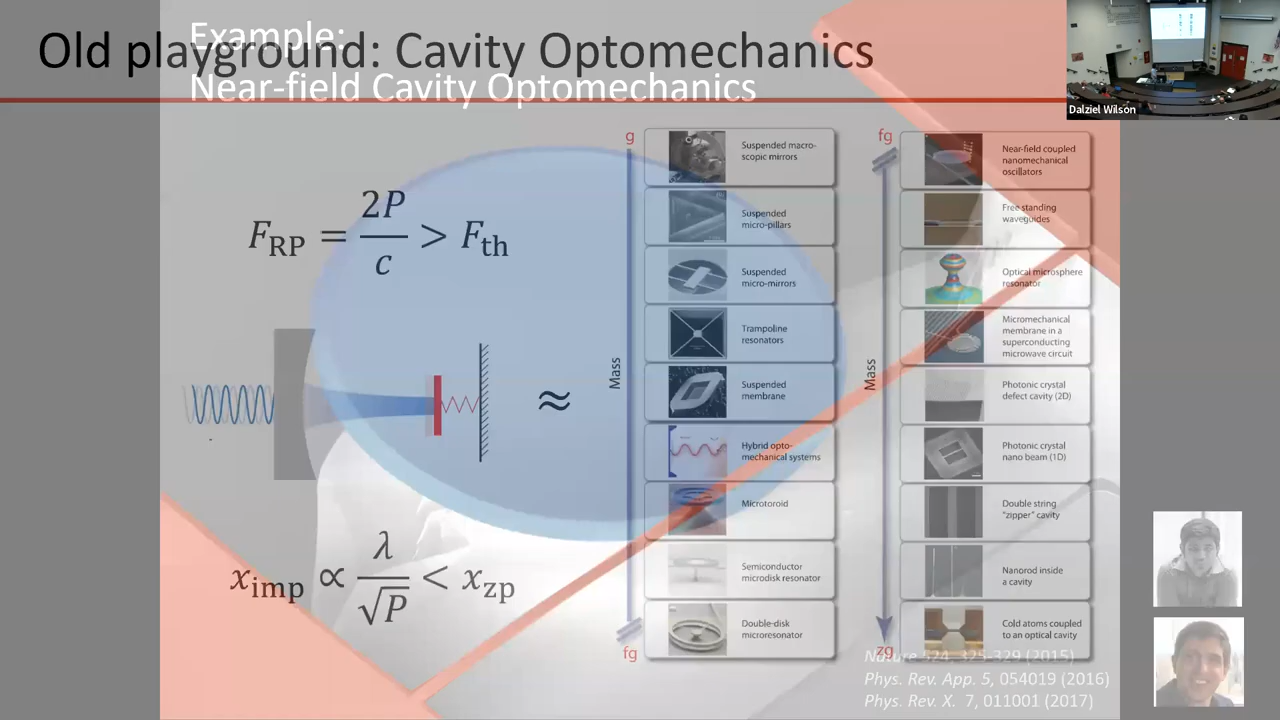 Example:
Old playground: Cavity Optomechanics
Near-field Cavity Optomechanics
Dalziel Wilson
F_RP = 2P/c > F_th
≈
x_imp ∝ λ/√P < x_zp
g
Mass
Suspended macro-
scopic mirrors
Suspended
micro-pillars
Suspended
micro-mirrors
Trampoline
resonators
Suspended
membrane
Hybrid opto-
mechanical systems
Microtoroid
Semiconductor
microdisk resonator
Double-disk
microresonator
fg
fg
Mass
Near-field coupled
nanomechanical
oscillators
Free standing
waveguides
Optical microsphere
resonator
Micromechanical
membrane in a
superconducting
microwave circuit
Photonic crystal
defect cavity (2D)
Photonic crystal
nano beam (1D)
Double string
"zipper" cavity
Nanorod inside
a cavity
Cold atoms coupled
to an optical cavity
zg
Nature 524, 325-329 (2015)
Phys. Rev. App. 5, 054019 (2016)
Phys. Rev. X. 7, 011001 (2017)